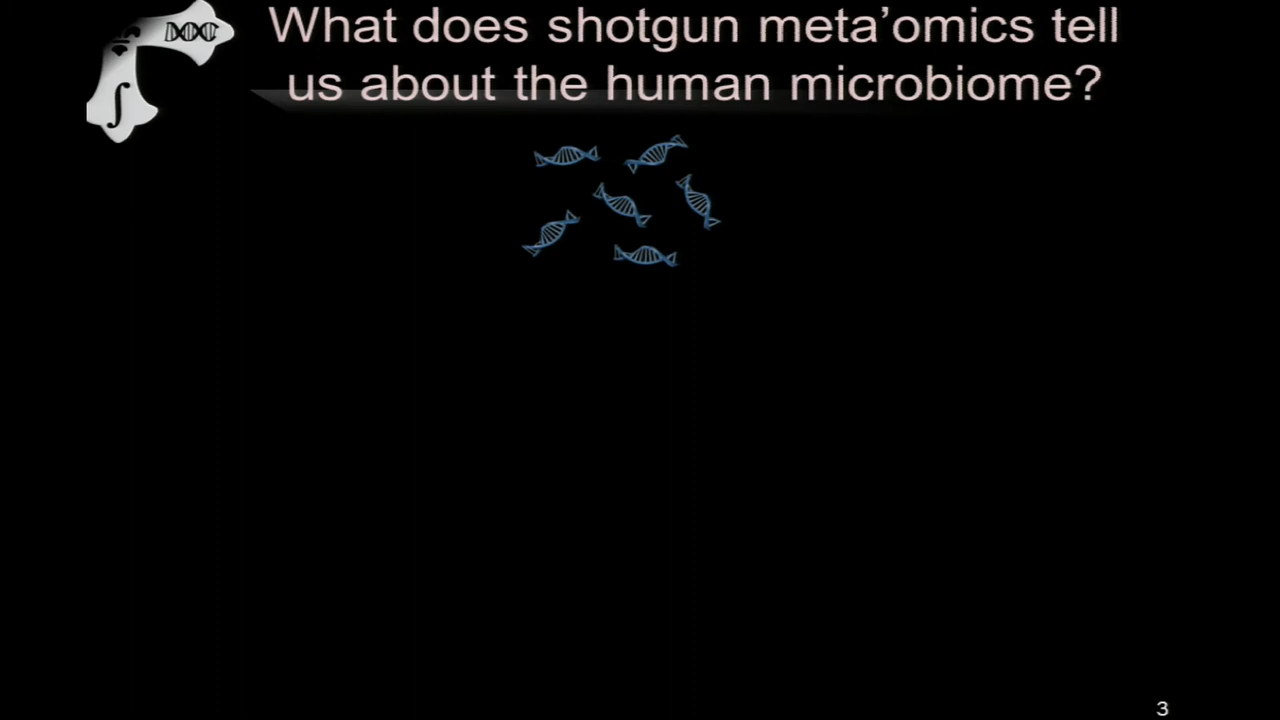 What does shotgun meta’omics tell
us about the human microbiome?
∫
3